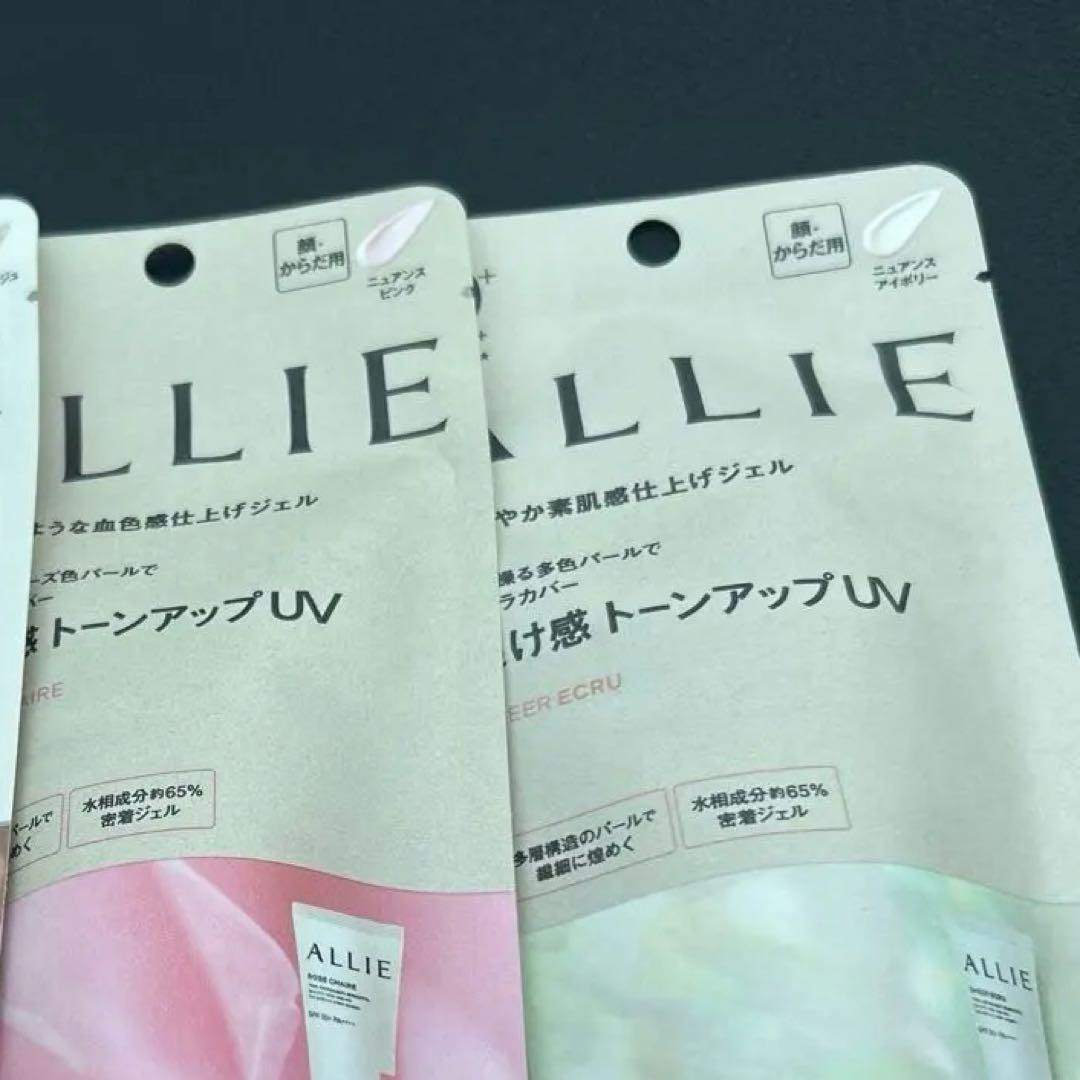 顔・
からだ用
ニュアンス
ピンク
LLIE
ような血色感仕上げジェル
ーズ色パールで
バー
感 トーンアップUV
AIRE
パールで
めく
水相成分約65%
密着ジェル
ALLIE
ROSE CHAIRE
SPF 50+ PA++++
顔・
からだ用
ニュアンス
アイボリー
ALLIE
やか素肌感仕上げジェル
操る多色パールで
ラカバー
け感 トーンアップUV
EER ECRU
多層構造のパールで
繊細に煌めく
水相成分約65%
密着ジェル
ALLIE
SHEER ECRU